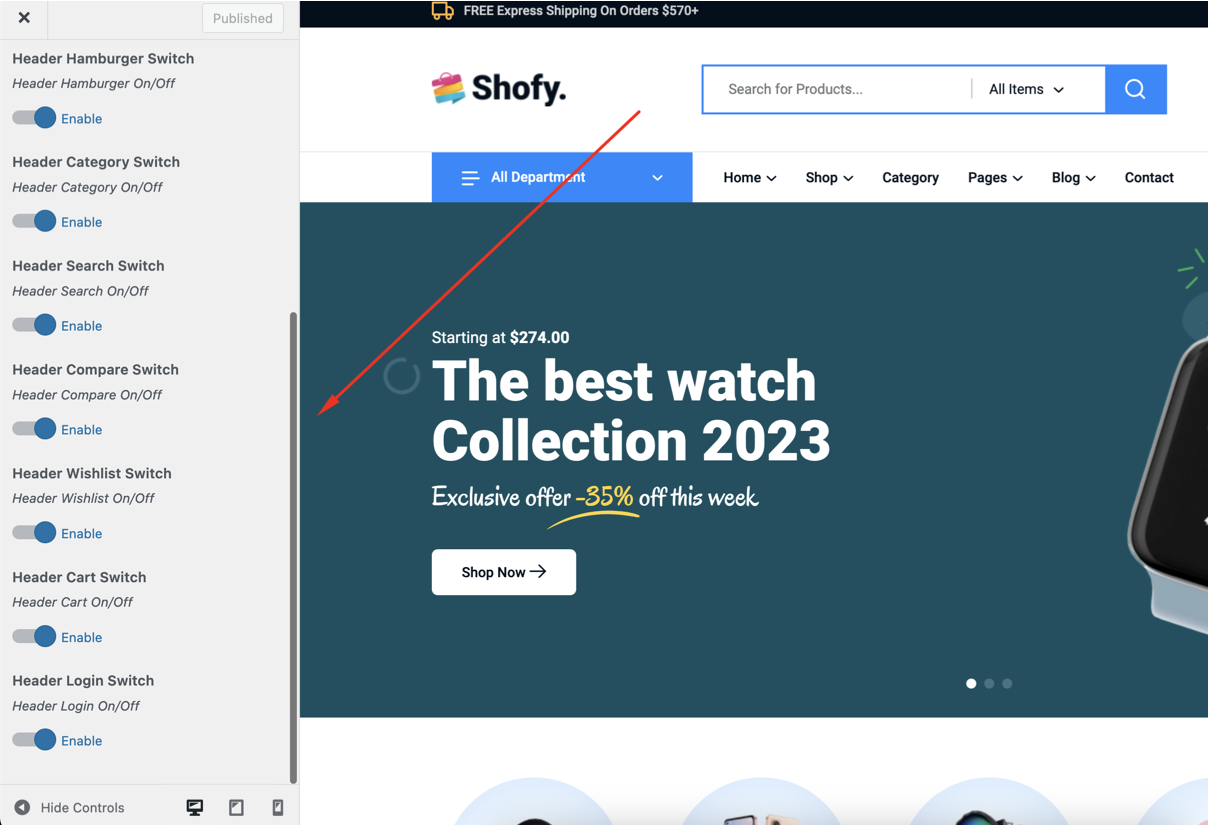 Published
Header Hamburger Switch
Header Hamburger On/Off
Enable
Header Category Switch
Header Category On/Off
Enable
Header Search Switch
Header Search On/Off
Enable
Header Compare Switch
Header Compare On/Off
Enable
Header Wishlist Switch
Header Wishlist On/Off
Enable
Header Cart Switch
Header Cart On/Off
Enable
Header Login Switch
Header Login On/Off
Enable
Hide Controls
FREE Express Shipping On Orders $570+
Shofy.
Search for Products...
All Items
All Department
Home
Shop
Category
Pages
Blog
Contact
Starting at $274.00
The best watch
Collection 2023
Exclusive offer -35% off this week
Shop Now